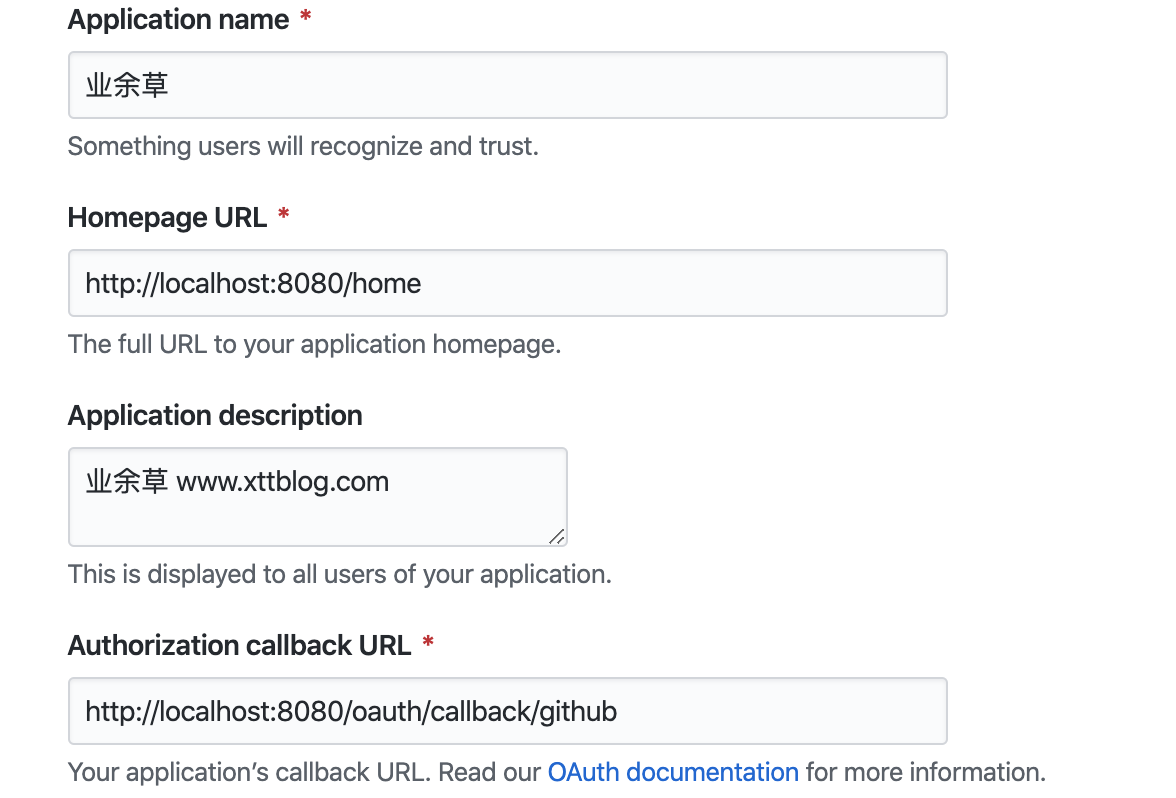 Application name *
业余草
Something users will recognize and trust.
Homepage URL *
http://localhost:8080/home
The full URL to your application homepage.
Application description
业余草 www.xttblog.com
This is displayed to all users of your application.
Authorization callback URL *
http://localhost:8080/oauth/callback/github
Your application’s callback URL. Read our OAuth documentation for more information.